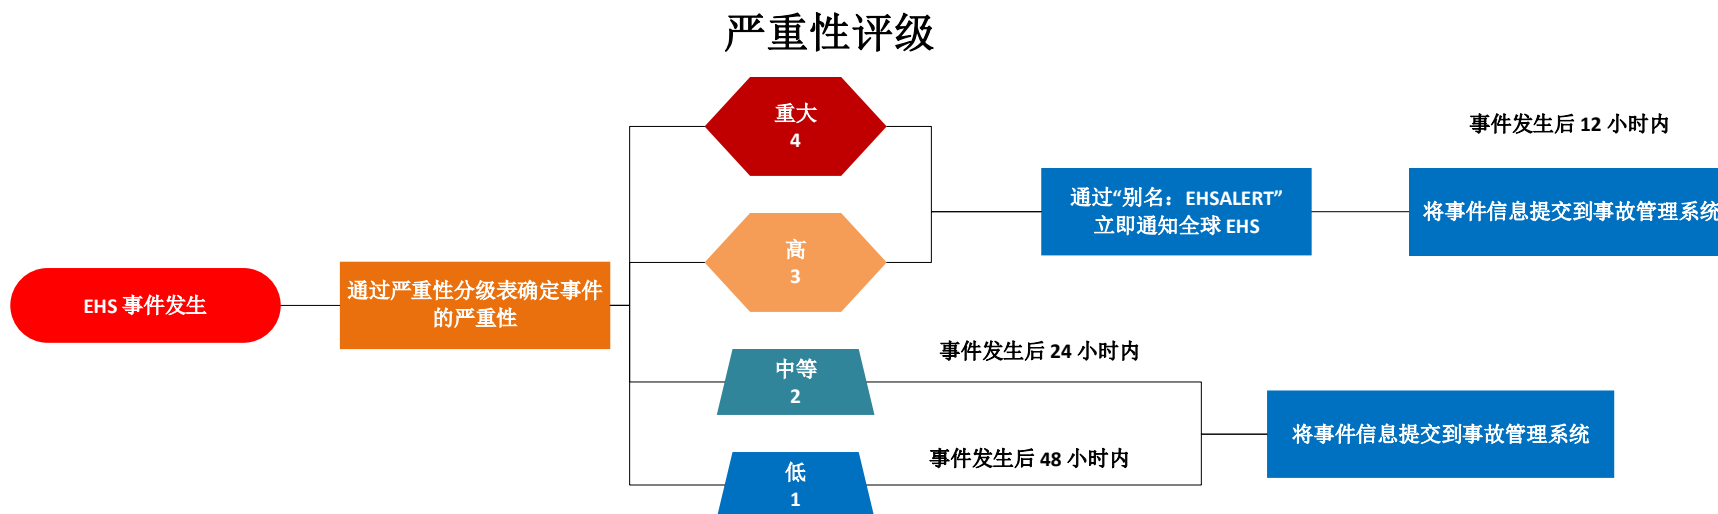 严重性评级
重大
4
事件发生后 12 小时内
通过“别名：EHSALERT”
立即通知全球 EHS
将事件信息提交到事故管理系统
高
3
EHS 事件发生
通过严重性分级表确定事件
的严重性
事件发生后 24 小时内
中等
2
将事件信息提交到事故管理系统
事件发生后 48 小时内
低
1